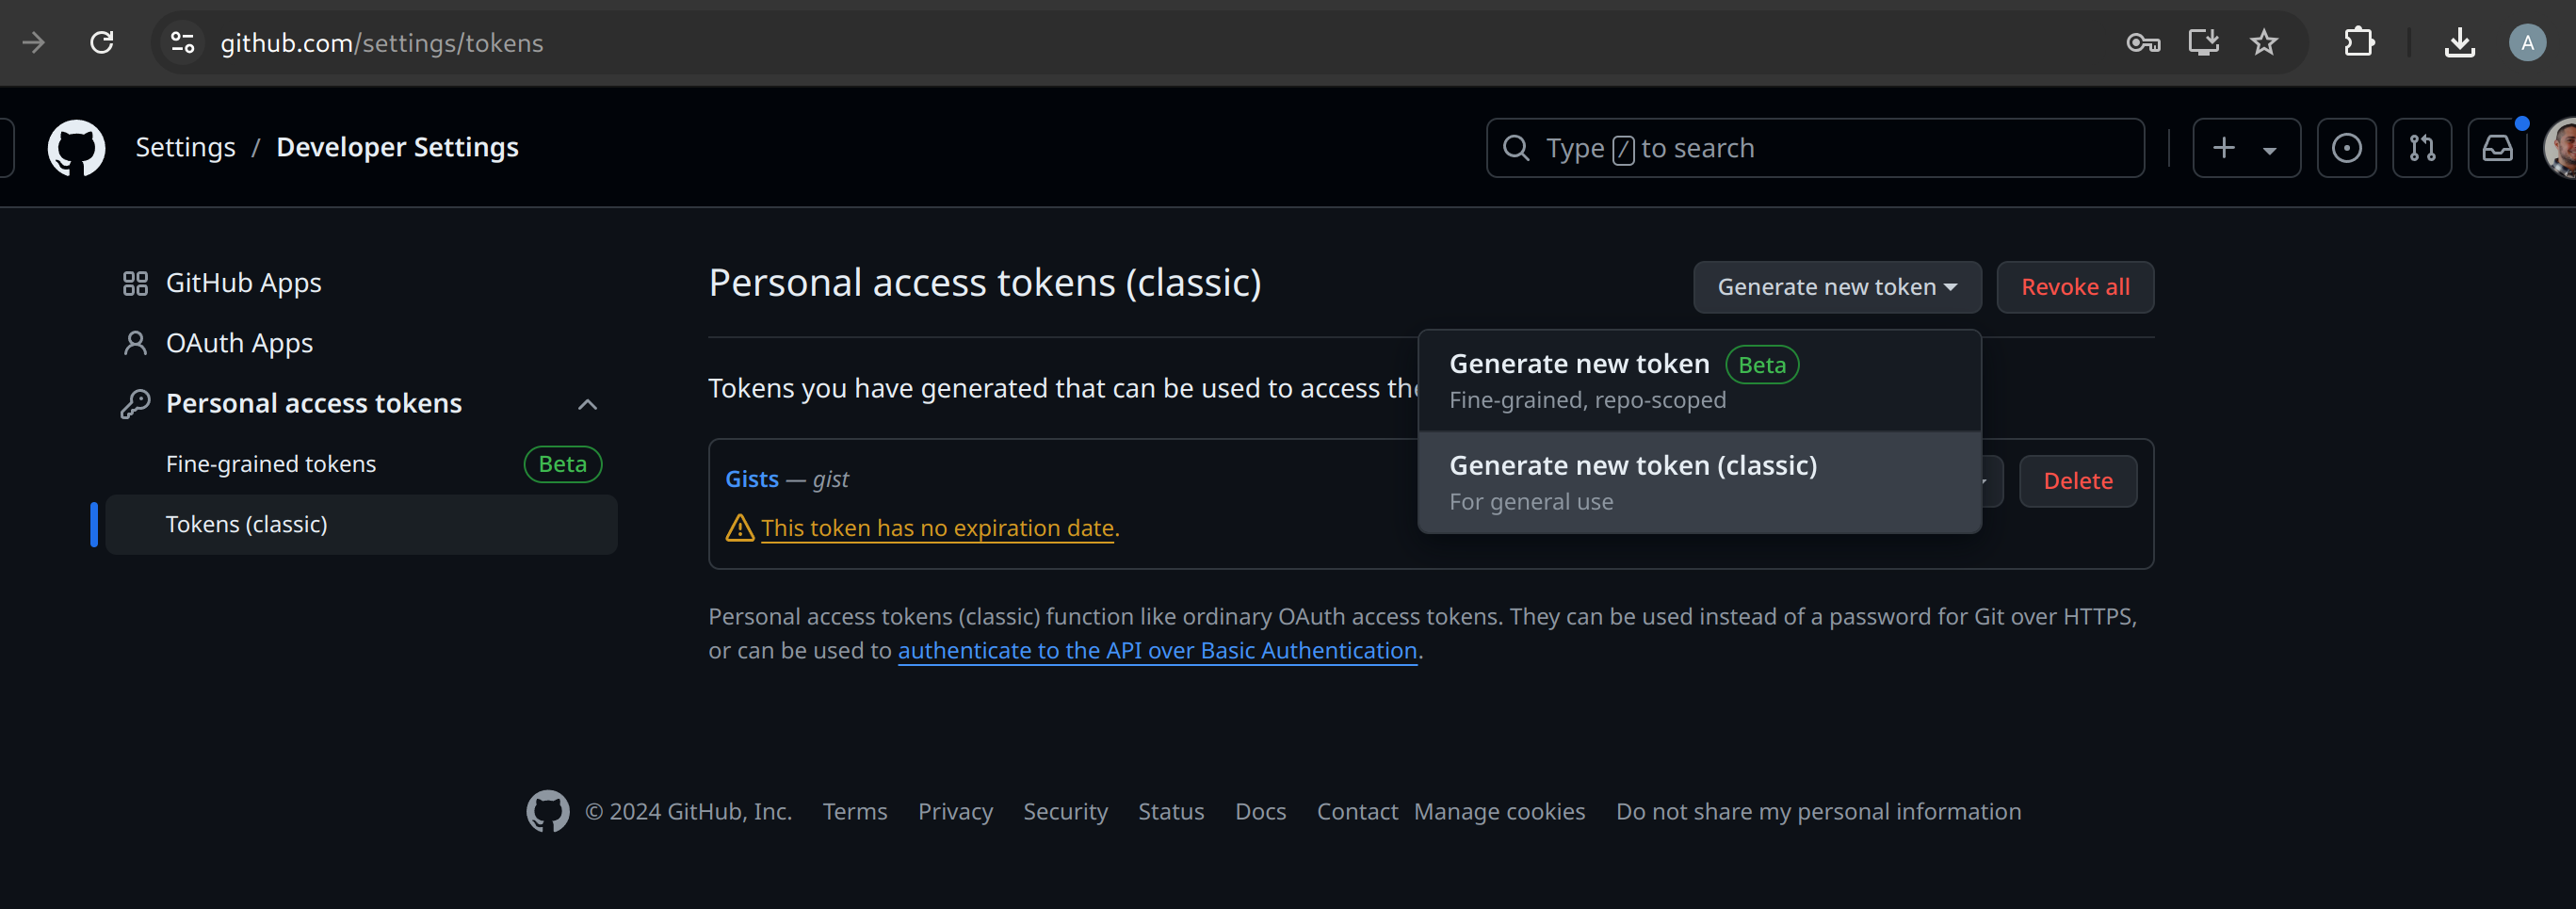 github.com/settings/tokens
A
Settings / Developer Settings
Type / to search
GitHub Apps
OAuth Apps
Personal access tokens
Fine-grained tokens Beta
Tokens (classic)
Personal access tokens (classic)
Generate new token
Revoke all
Generate new token Beta
Fine-grained, repo-scoped
Generate new token (classic)
For general use
Tokens you have generated that can be used to access the
Gists — gist
Delete
This token has no expiration date.
Personal access tokens (classic) function like ordinary OAuth access tokens. They can be used instead of a password for Git over HTTPS,
or can be used to authenticate to the API over Basic Authentication.
© 2024 GitHub, Inc. Terms Privacy Security Status Docs Contact Manage cookies Do not share my personal information